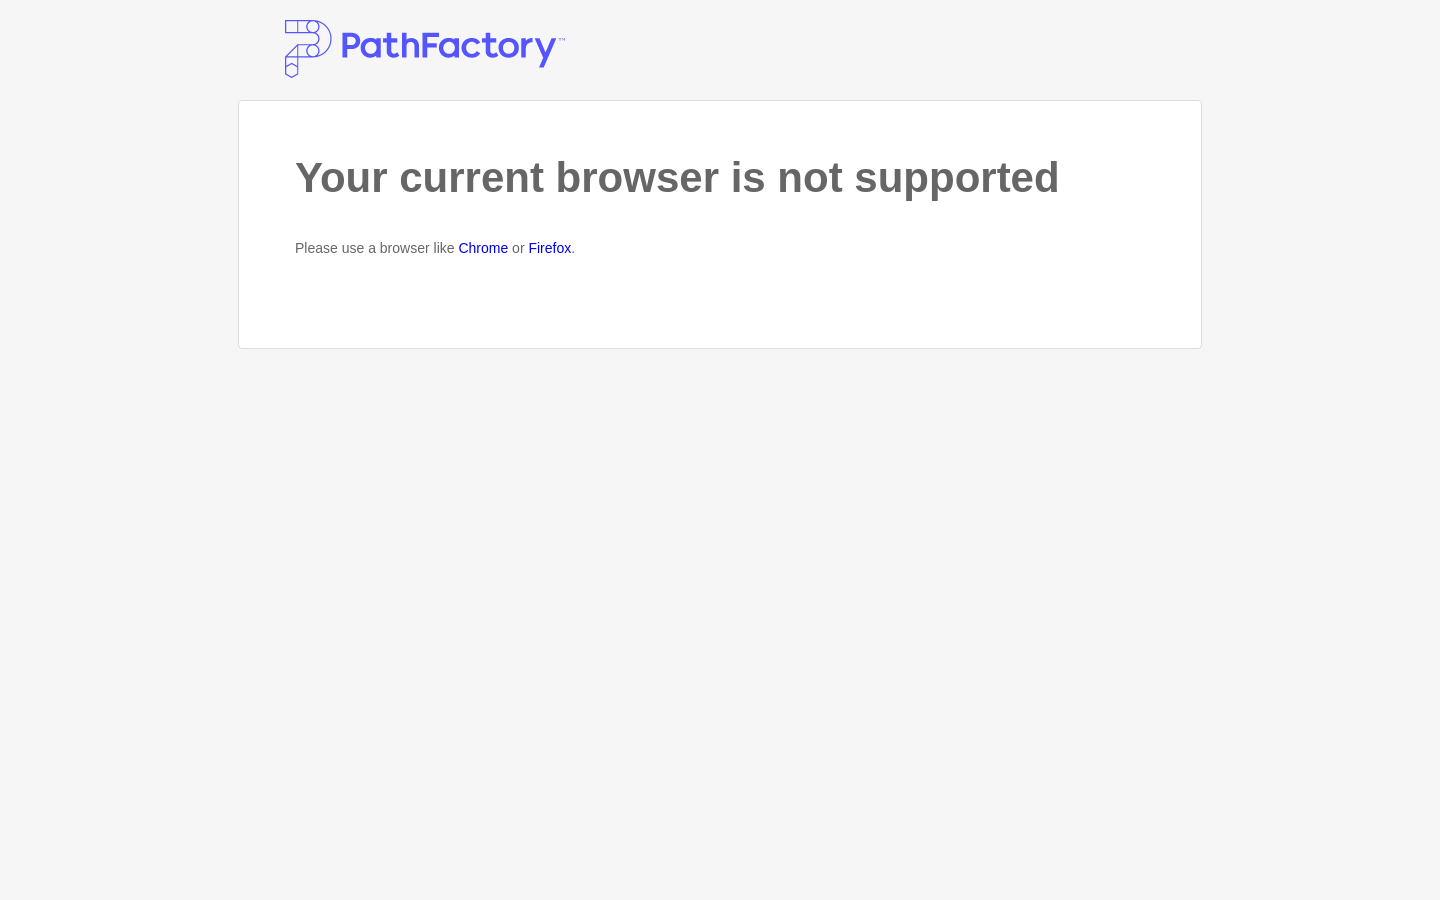 PathFactory™
Your current browser is not supported
Please use a browser like Chrome or Firefox.